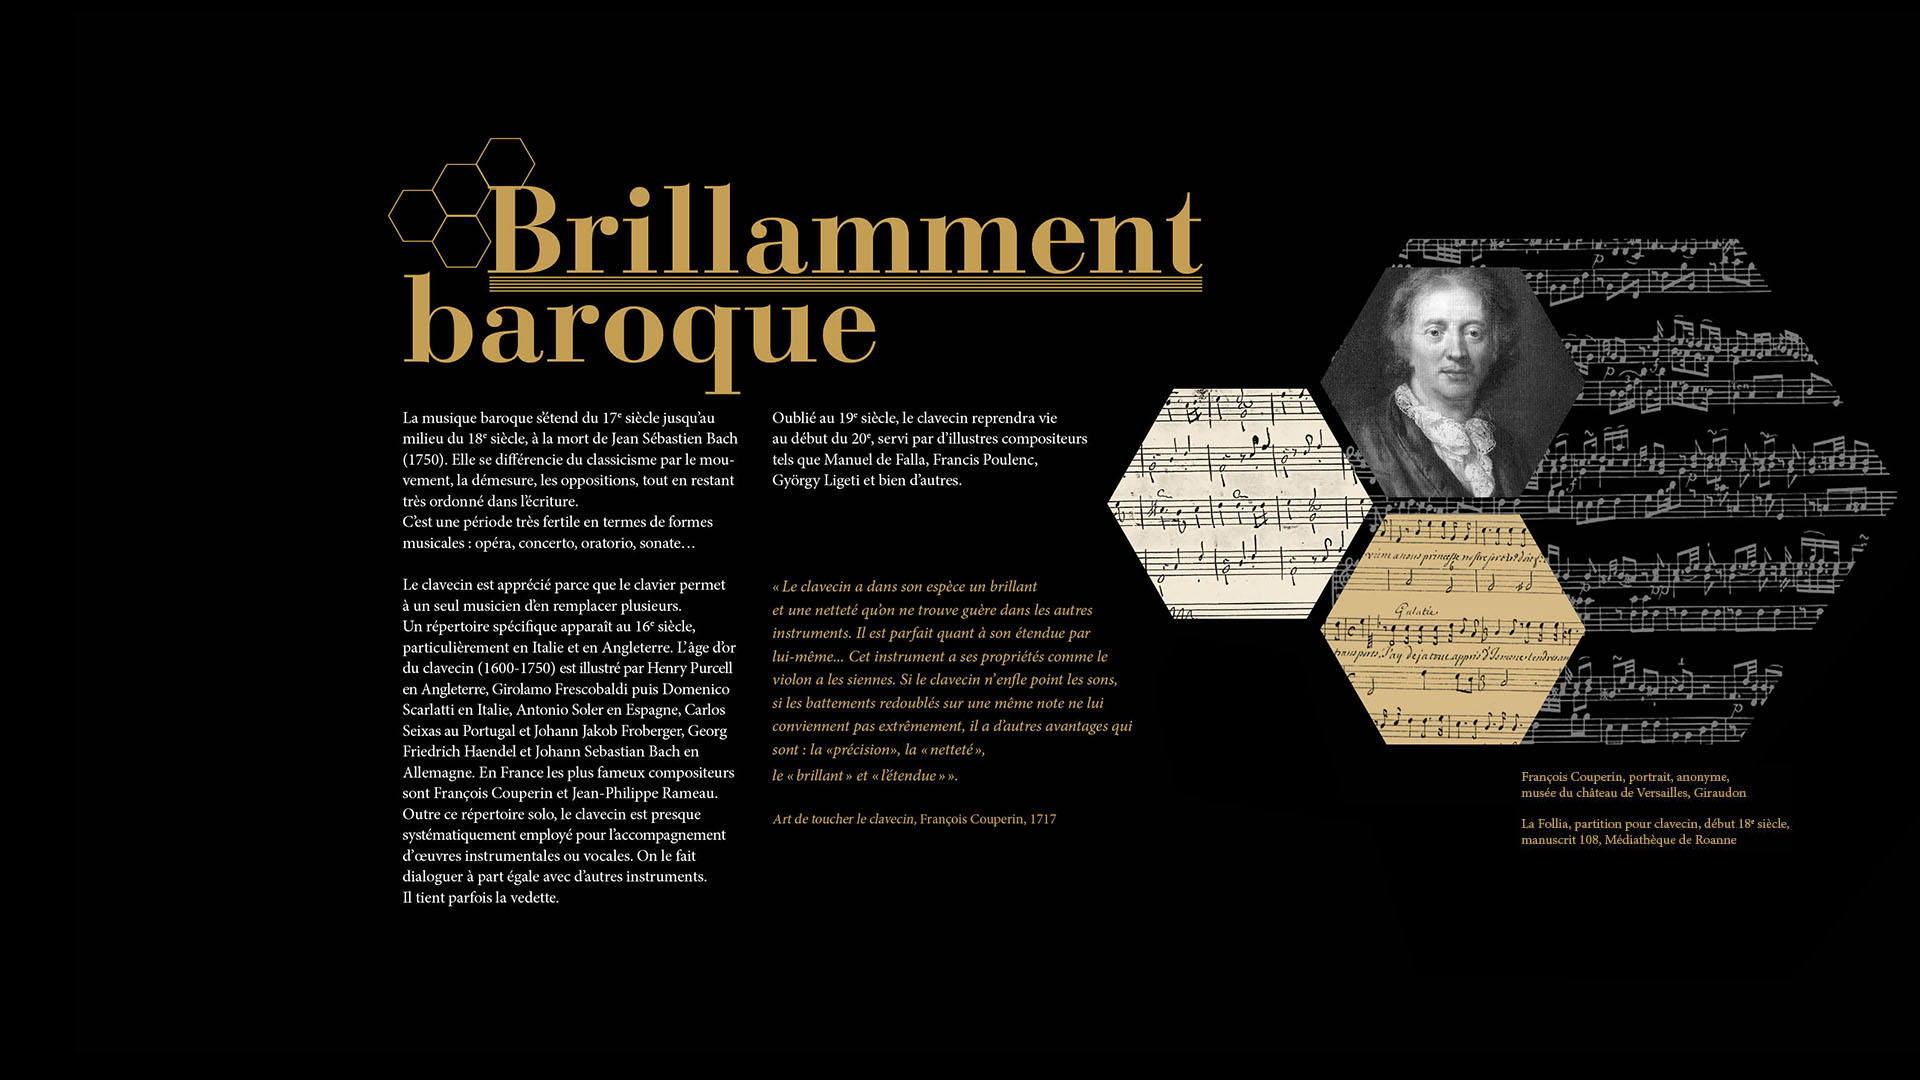 Brillamment
baroque
La musique baroque s'étend du 17e siècle jusqu'au
milieu du 18e siècle, à la mort de Jean Sébastien Bach
(1750). Elle se différencie du classicisme par le mou-
vement, la démesure, les oppositions, tout en restant
très ordonné dans l'écriture.
C'est une période très fertile en termes de formes
musicales : opéra, concerto, oratorio, sonate…
Le clavecin est apprécié parce que le clavier permet
à un seul musicien d'en remplacer plusieurs.
Un répertoire spécifique apparaît au 16e siècle,
particulièrement en Italie et en Angleterre. L'âge d'or
du clavecin (1600-1750) est illustré par Henry Purcell
en Angleterre, Girolamo Frescobaldi puis Domenico
Scarlatti en Italie, Antonio Soler en Espagne, Carlos
Seixas au Portugal et Johann Jakob Froberger, Georg
Friedrich Haendel et Johann Sebastian Bach en
Allemagne. En France les plus fameux compositeurs
sont François Couperin et Jean-Philippe Rameau.
Outre ce répertoire solo, le clavecin est presque
systématiquement employé pour l'accompagnement
d'œuvres instrumentales ou vocales. On le fait
dialoguer à part égale avec d'autres instruments.
Il tient parfois la vedette.
Oublié au 19e siècle, le clavecin reprendra vie
au début du 20e, servi par d'illustres compositeurs
tels que Manuel de Falla, Francis Poulenc,
György Ligeti et bien d'autres.
« Le clavecin a dans son espèce un brillant
et une netteté qu'on ne trouve guère dans les autres
instruments. Il est parfait quant à son étendue par
lui-même... Cet instrument a ses propriétés comme le
violon a les siennes. Si le clavecin n'enfle point les sons,
si les battements redoublés sur une même note ne lui
conviennent pas extrêmement, il a d'autres avantages qui
sont : la «précision», la « netteté »,
le « brillant » et « l'étendue » ».
Art de toucher le clavecin, François Couperin, 1717
Galatée
François Couperin, portrait, anonyme,
musée du château de Versailles, Giraudon
La Follia, partition pour clavecin, début 18e siècle,
manuscrit 108, Médiathèque de Roanne